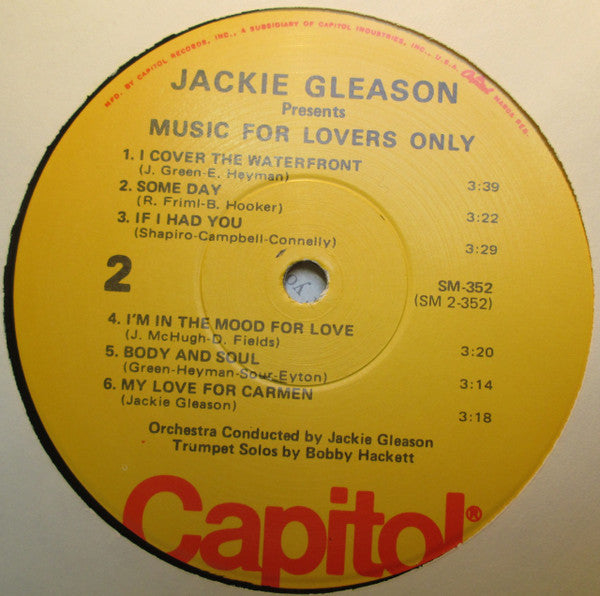 MFD. BY CAPITOL RECORDS, INC., A SUBSIDIARY OF CAPITOL INDUSTRIES, INC., U.S.A. Capitol MARCA REG.
JACKIE GLEASON
Presents
MUSIC FOR LOVERS ONLY
1. I COVER THE WATERFRONT
(J. Green-E. Heyman) 3:39
2. SOME DAY
(R. Friml-B. Hooker) 3:22
3. IF I HAD YOU
(Shapiro-Campbell-Connelly) 3:29
2
SM-352
(SM 2-352)
4. I'M IN THE MOOD FOR LOVE
(J. McHugh-D. Fields) 3:20
5. BODY AND SOUL
(Green-Heyman-Sour-Eyton) 3:14
6. MY LOVE FOR CARMEN
(Jackie Gleason) 3:18
Orchestra Conducted by Jackie Gleason
Trumpet Solos by Bobby Hackett
Capitol®